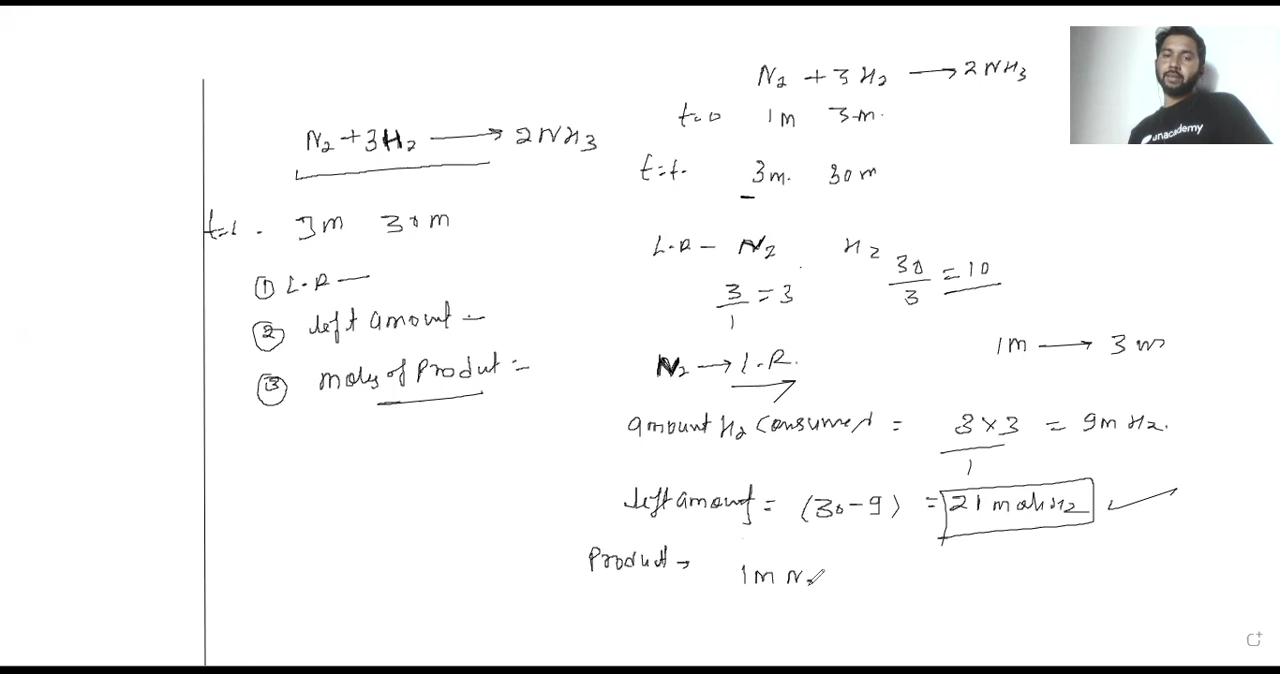 N2 + 3H2 → 2NH3
3m 30m
① L.R —
② left amount =
③ moles of Produt =
N2 + 3H2 → 2NH3
t=0 1m 3m.
t=t. 3m. 30m
L.R — N2 H2
3/1 = 3 30/3 = 10
1m → 3m
N2 → L.R.
amount H2 consumed = 3×3/1 = 9m H2.
left amount = (30-9) = 21 mole H2
Product → 1m N2
unacademy